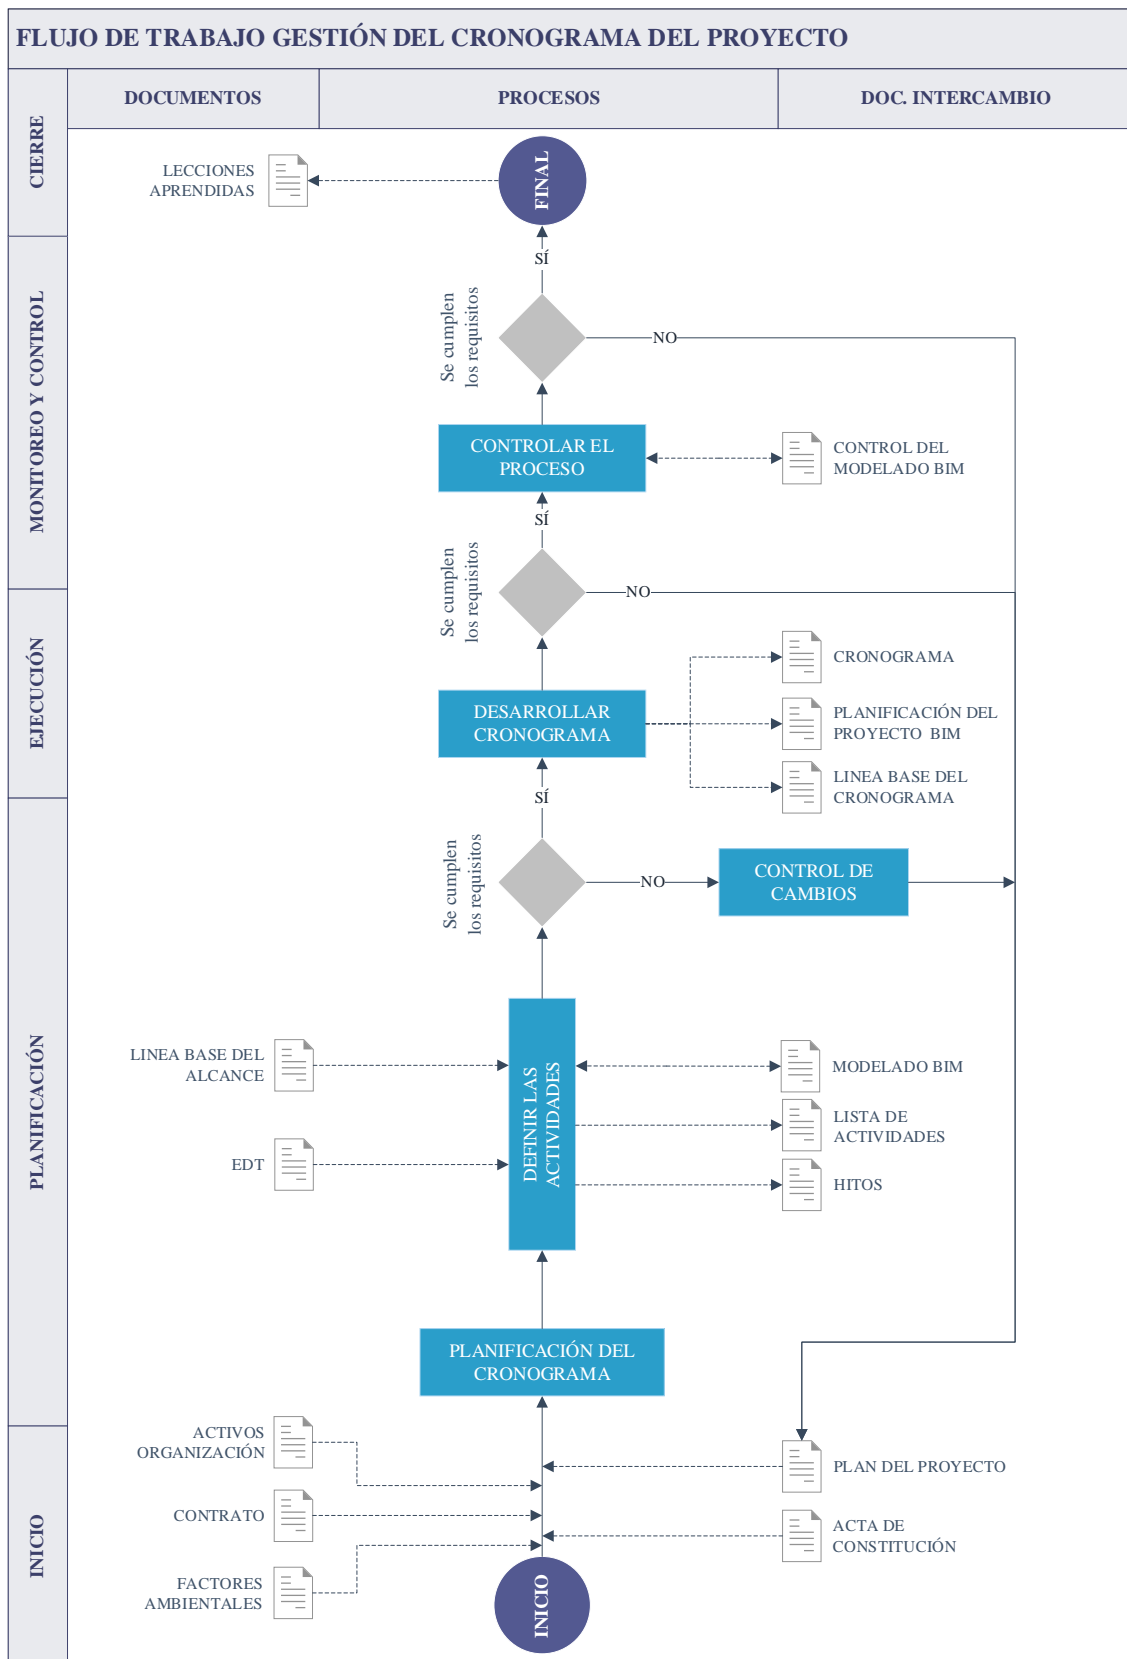 FLUJO DE TRABAJO GESTIÓN DEL CRONOGRAMA DEL PROYECTO
DOCUMENTOS
PROCESOS
DOC. INTERCAMBIO
CIERRE
LECCIONES
APRENDIDAS
FINAL
SÍ
MONITOREO Y CONTROL
Se cumplen
los requisitos
NO
CONTROLAR EL
PROCESO
CONTROL DEL
MODELADO BIM
SÍ
Se cumplen
los requisitos
NO
EJECUCIÓN
CRONOGRAMA
DESARROLLAR
CRONOGRAMA
PLANIFICACIÓN DEL
PROYECTO BIM
LINEA BASE DEL
CRONOGRAMA
SÍ
PLANIFICACIÓN
Se cumplen
los requisitos
NO
CONTROL DE
CAMBIOS
LINEA BASE DEL
ALCANCE
EDT
DEFINIR LAS
ACTIVIDADES
MODELADO BIM
LISTA DE
ACTIVIDADES
HITOS
PLANIFICACIÓN DEL
CRONOGRAMA
INICIO
ACTIVOS
ORGANIZACIÓN
CONTRATO
FACTORES
AMBIENTALES
PLAN DEL PROYECTO
ACTA DE
CONSTITUCIÓN
INICIO